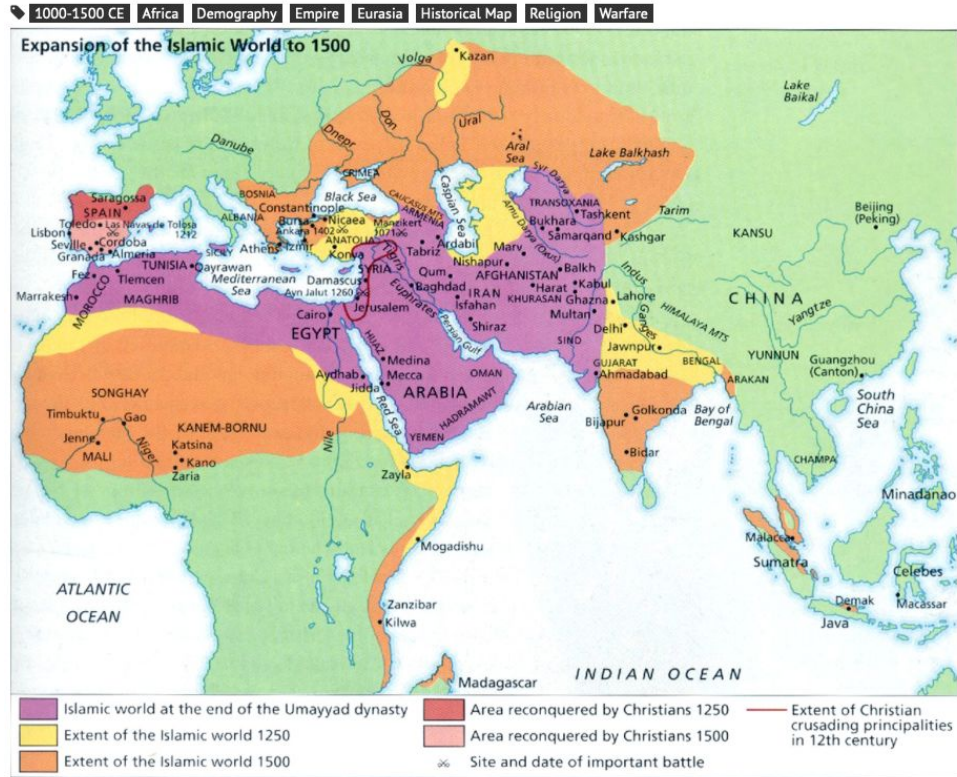 1000-1500 CE Africa Demography Empire Eurasia Historical Map Religion Warfare
Expansion of the Islamic World to 1500
Volga
Kazan
Lake
Baikal
Danube
Dnepr
Don
Ural
Aral
Sea
Lake Balkhash
CRIMEA
Syr Darya
Saragossa
BOSNIA
Black Sea
CAUCASUS MTS
Caspian Sea
TRANSOXANIA
Tarim
Beijing
(Peking)
SPAIN
Constantinople
ARMENIA
Amu Darya (Oxus)
Tashkent
Toledo
Las Navas de Tolosa
1212
ALBANIA
Bursa
Nicaea
Manzikert
1021
Bukhara
KANSU
Lisbon
Ankara 1402
ANATOLIA
Ardabil
Samarqand
Kashgar
Seville
Cordoba
SICILY
Athens
Izmir
Tabriz
Marv
Granada
Almeria
Konya
Tigris
Nishapur
Balkh
Fez
TUNISIA
Qayrawan
SYRIA
Qum
AFGHANISTAN
Indus
CHINA
Tlemcen
Mediterranean
Sea
Damascus
Baghdad
IRAN
Harat
Kabul
Marrakesh
MOROCCO
MAGHRIB
Ayn Jalut 1260
Euphrates
Isfahan
KHURASAN
Ghazna
Lahore
Yangtze
Cairo
Jerusalem
Multan
HIMALAYA MTS
EGYPT
Persian Gulf
Shiraz
Delhi
Ganges
HIJAZ
SIND
Jawnpur
YUNNUN
Medina
GUJARAT
BENGAL
Guangzhou
(Canton)
SONGHAY
Aydhab
Mecca
OMAN
Ahmadabad
ARAKAN
Jidda
ARABIA
South
China
Sea
Timbuktu
Gao
KANEM-BORNU
Red Sea
HADRAMAWT
Arabian
Sea
Golkonda
Bay of
Bengal
Jenne
Niger
Katsina
Nile
YEMEN
Bijapur
MALI
Kano
Bidar
CHAMPA
Zaria
Zayla
Minadanao
Mogadishu
Malacca
Sumatra
Celebes
ATLANTIC
OCEAN
Zanzibar
Demak
Macassar
Kilwa
Java
INDIAN OCEAN
Madagascar
Islamic world at the end of the Umayyad dynasty
Extent of the Islamic world 1250
Extent of the Islamic world 1500
Area reconquered by Christians 1250
Area reconquered by Christians 1500
Site and date of important battle
Extent of Christian
crusading principalities
in 12th century